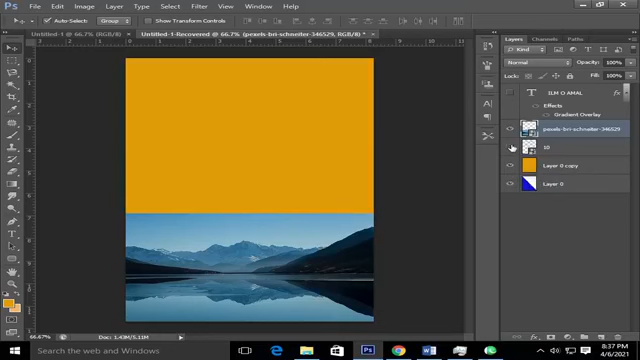 Ps File Edit Image Layer Type Select Filter View Window Help
Auto-Select: Group Show Transform Controls
Untitled-1 @ 66.7% (RGB/8) * × Untitled-1-Recovered @ 66.7% (pexels-bri-schneiter-346529, RGB/8) * ×
Layers Channels Paths
Kind
Normal Opacity: 100%
Lock: Fill: 100%
T ILM O AMAL fx
Effects
Gradient Overlay
pexels-bri-schneiter-346529
10
Layer 0 copy
Layer 0
66.67% Doc: 1.43M/5.11M
Search the web and Windows
8:37 PM
4/6/2021